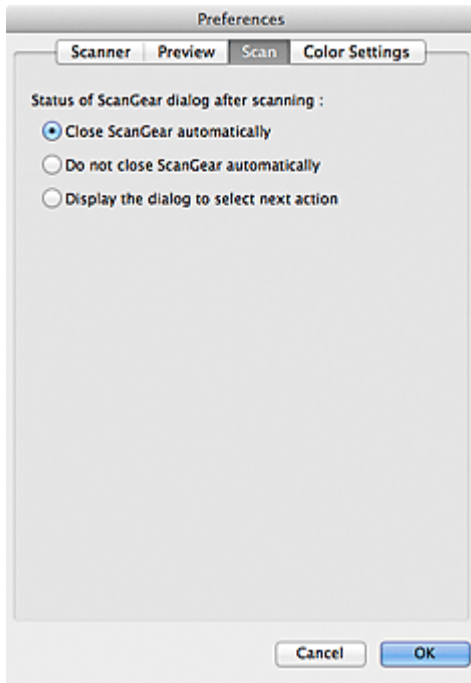 Preferences
Scanner Preview Scan Color Settings
Status of ScanGear dialog after scanning :
Close ScanGear automatically
Do not close ScanGear automatically
Display the dialog to select next action
Cancel OK